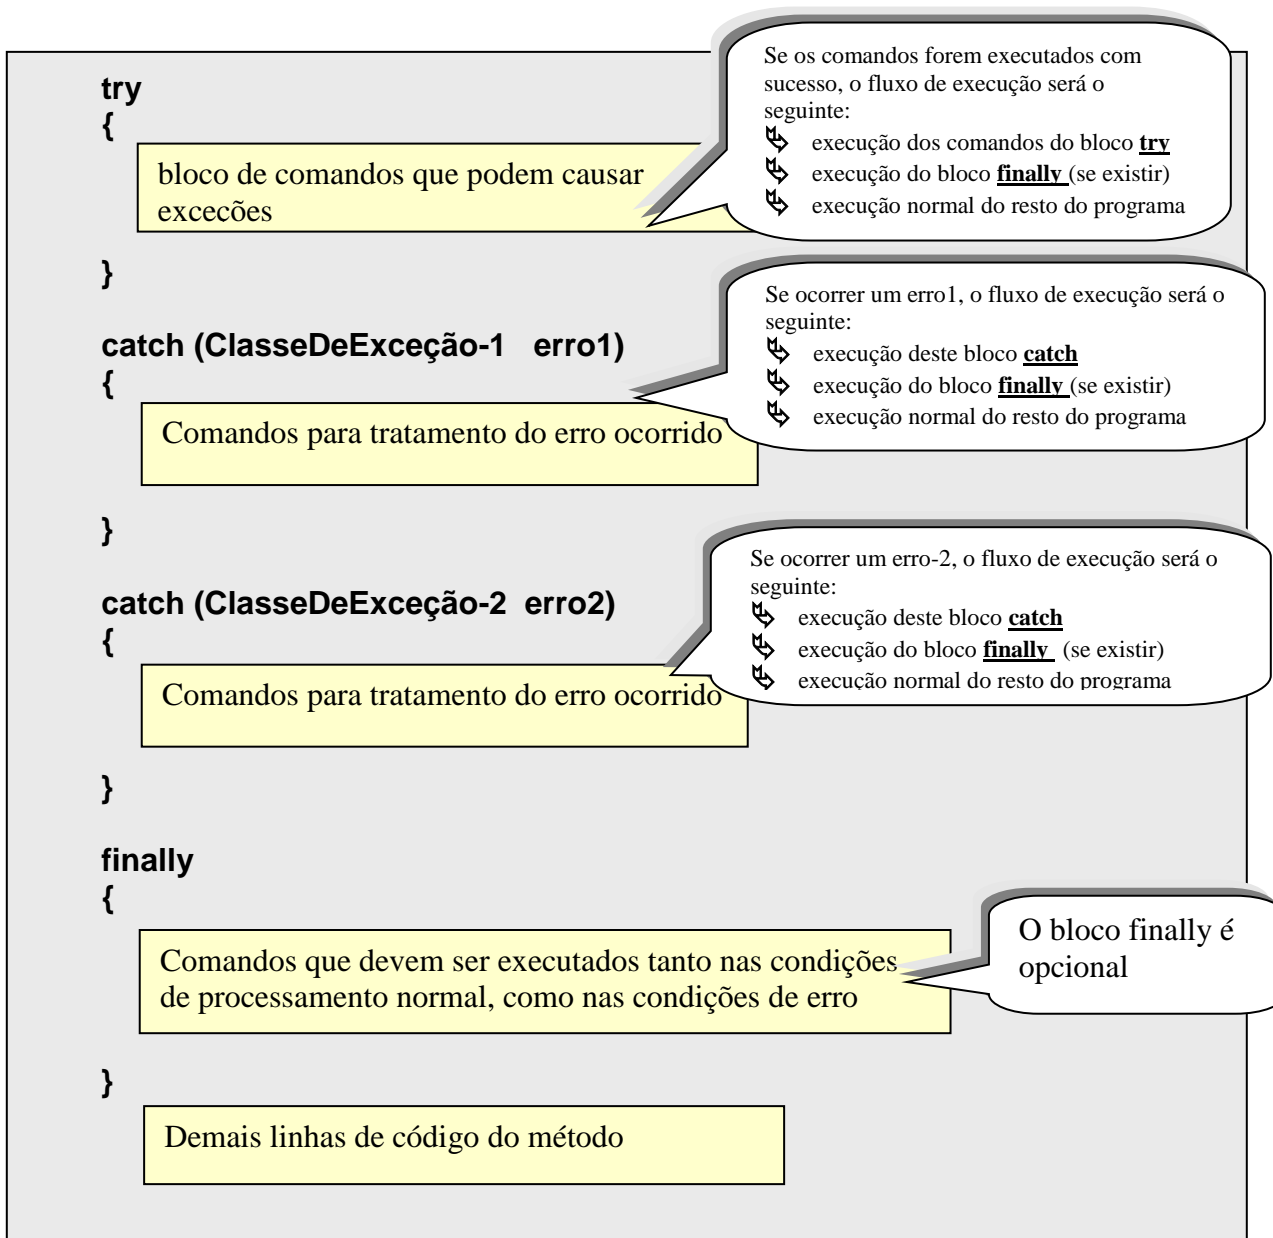 try
{
bloco de comandos que podem causar
excecões
}
Se os comandos forem executados com
sucesso, o fluxo de execução será o
seguinte:
execução dos comandos do bloco try
execução do bloco finally (se existir)
execução normal do resto do programa
catch (ClasseDeExceção-1 erro1)
{
Comandos para tratamento do erro ocorrido
}
Se ocorrer um erro1, o fluxo de execução será o
seguinte:
execução deste bloco catch
execução do bloco finally (se existir)
execução normal do resto do programa
catch (ClasseDeExceção-2 erro2)
{
Comandos para tratamento do erro ocorrido
}
Se ocorrer um erro-2, o fluxo de execução será o
seguinte:
execução deste bloco catch
execução do bloco finally (se existir)
execução normal do resto do programa
finally
{
Comandos que devem ser executados tanto nas condições
de processamento normal, como nas condições de erro
}
O bloco finally é
opcional
Demais linhas de código do método